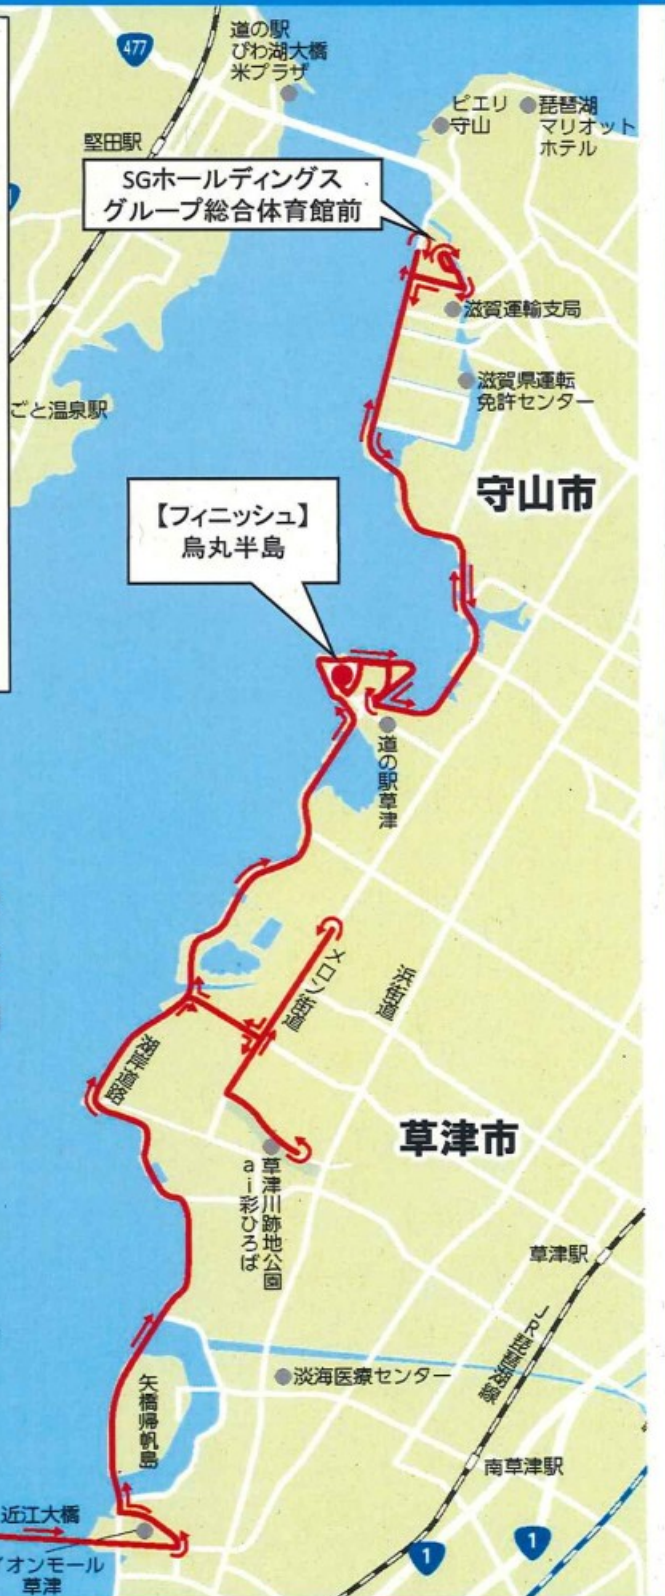 477
道の駅
びわ湖大橋
米プラザ
ピエリ
守山
琵琶湖
マリオット
ホテル
堅田駅
SGホールディングス
グループ総合体育館前
滋賀運輸支局
滋賀県運転
免許センター
ごと温泉駅
守山市
【フィニッシュ】
烏丸半島
道の駅草津
メロン街道
浜街道
湖岸道路
草津市
草津川跡地公園
ai彩ひろば
草津駅
JR琵琶湖線
淡海医療センター
矢橋帰帆島
南草津駅
近江大橋
イオンモール
草津
1
1